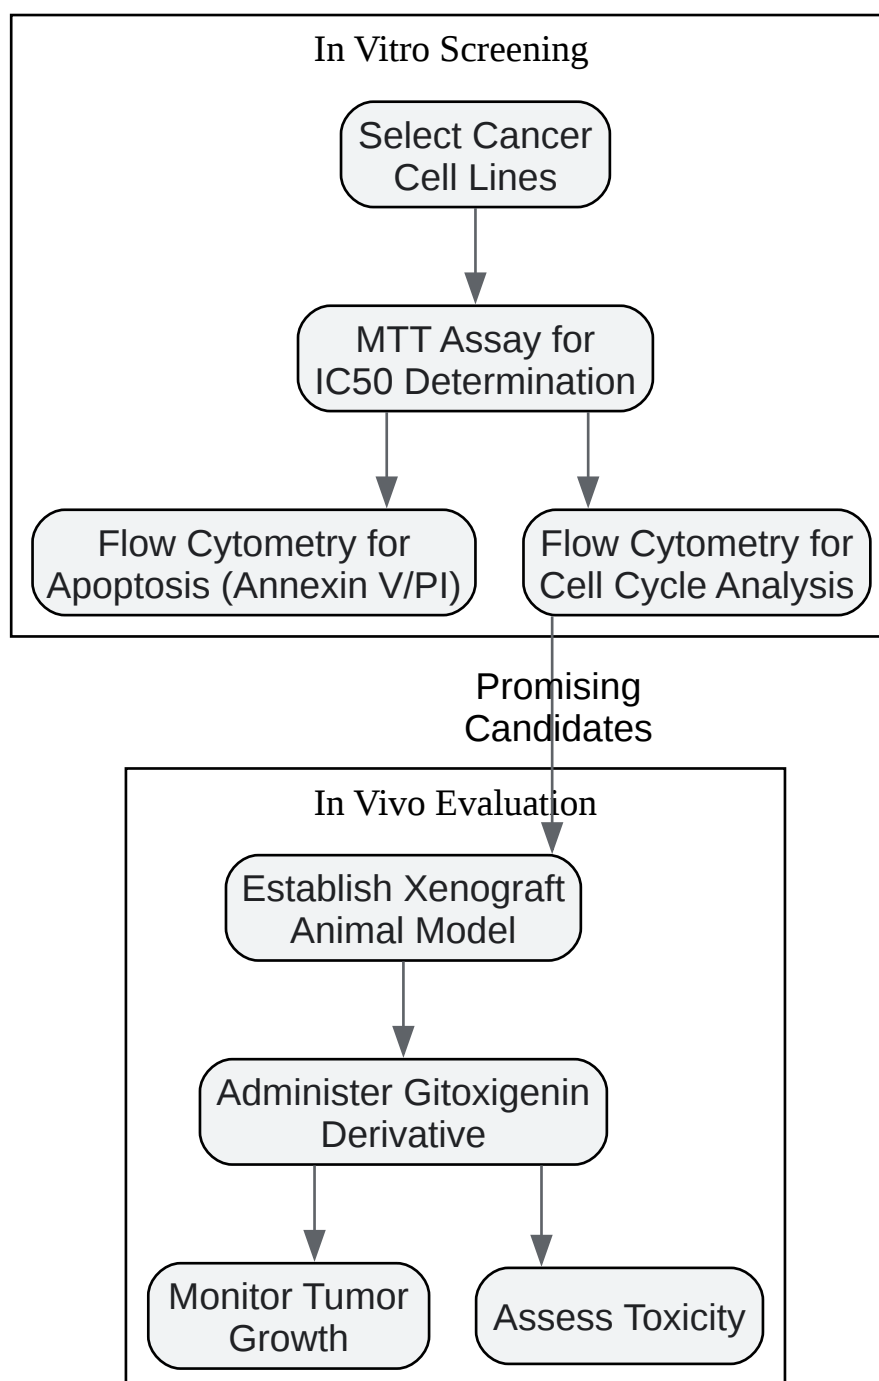 In Vitro Screening
Select Cancer
Cell Lines
MTT Assay for
IC50 Determination
Flow Cytometry for
Apoptosis (Annexin V/PI)
Flow Cytometry for
Cell Cycle Analysis
Promising
Candidates
In Vivo Evaluation
Establish Xenograft
Animal Model
Administer Gitoxigenin
Derivative
Monitor Tumor
Growth
Assess Toxicity